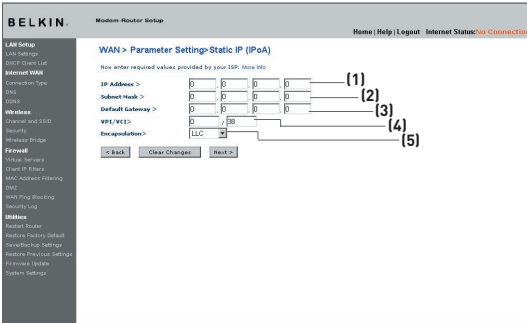 BELKIN.
Modem-Router Setup
Home | Help | Logout Internet Status:No Connection
LAN Setup
LAN Settings
DHCP Client List
Internet WAN
Connection Type
DNS
DDNS
Wireless
Channel and SSID
Security
Wireless Bridge
Firewall
Virtual Servers
Client IP Filters
MAC Address Filtering
DMZ
WAN Ping Blocking
Security Log
Utilities
Restart Router
Restore Factory Default
Save/Backup Settings
Restore Previous Settings
Firmware Update
System Settings
WAN > Parameter Setting>Static IP (IPoA)
Now enter required values provided by your ISP. More Info
IP Address > 0 . 0 . 0 . 0 (1)
Subnet Mask > 0 . 0 . 0 . 0 (2)
Default Gateway > 0 . 0 . 0 . 0 (3)
VPI/VCI> 0 / 38 (4)
Encapsulation> LLC (5)
< Back Clear Changes Next >